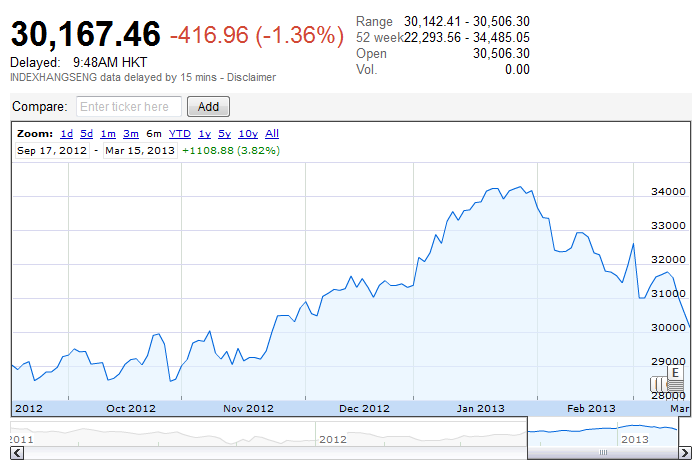 30,167.46 -416.96 (-1.36%)
Delayed: 9:48AM HKT
INDEXHANGSENG data delayed by 15 mins - Disclaimer
Range 30,142.41 - 30,506.30
52 week 22,293.56 - 34,485.05
Open 30,506.30
Vol. 0.00
Compare: Enter ticker here Add
Zoom: 1d 5d 1m 3m 6m YTD 1y 5y 10y All
Sep 17, 2012 - Mar 15, 2013 +1108.88 (3.82%)
34000
33000
32000
31000
30000
29000
E
28000
2012 Oct 2012 Nov 2012 Dec 2012 Jan 2013 Feb 2013 Mar
2011 2012 2013